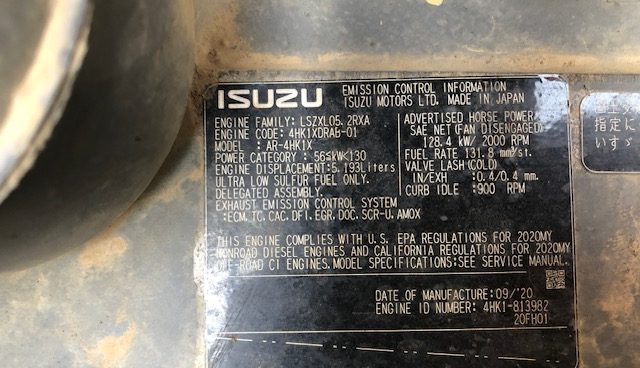 ISUZU
EMISSION CONTROL INFORMATION
ISUZU MOTORS LTD. MADE IN JAPAN
ENGINE FAMILY: LSZXL05.2RXA
ENGINE CODE: 4HK1XDRAB-01
MODEL : AR-4HK1X
POWER CATEGORY : 56≤kW<130
ENGINE DISPLACEMENT:5.193Liters
ULTRA LOW SULFUR FUEL ONLY.
DELEGATED ASSEMBLY.
EXHAUST EMISSION CONTROL SYSTEM
:ECM.TC.CAC.DFI.EGR.DOC.SCR-U.AMOX
ADVERTISED HORSE POWER
SAE NET(FAN DISENGAGED)
128.4 kW/ 2000 RPM
FUEL RATE 131.8 mm³/st.
VALVE LASH(COLD)
IN/EXH :0.4/0.4 mm.
CURB IDLE :900 RPM
THIS ENGINE COMPLIES WITH U.S. EPA REGULATIONS FOR 2020MY
NONROAD DIESEL ENGINES AND CALIFORNIA REGULATIONS FOR 2020MY
OFF-ROAD CI ENGINES.MODEL SPECIFICATIONS:SEE SERVICE MANUAL.
DATE OF MANUFACTURE:09/'20
ENGINE ID NUMBER: 4HK1-813982
20FH01
指定に
いすゞ